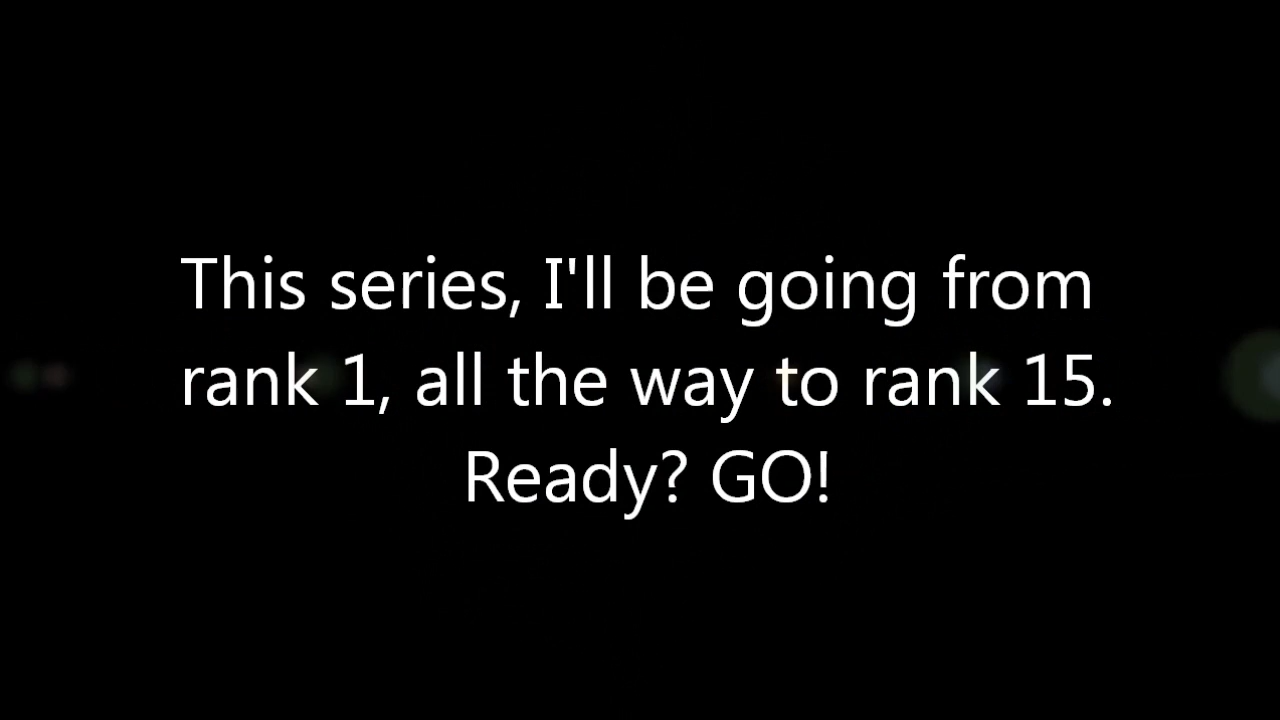 This series, I'll be going from
rank 1, all the way to rank 15.
Ready? GO!